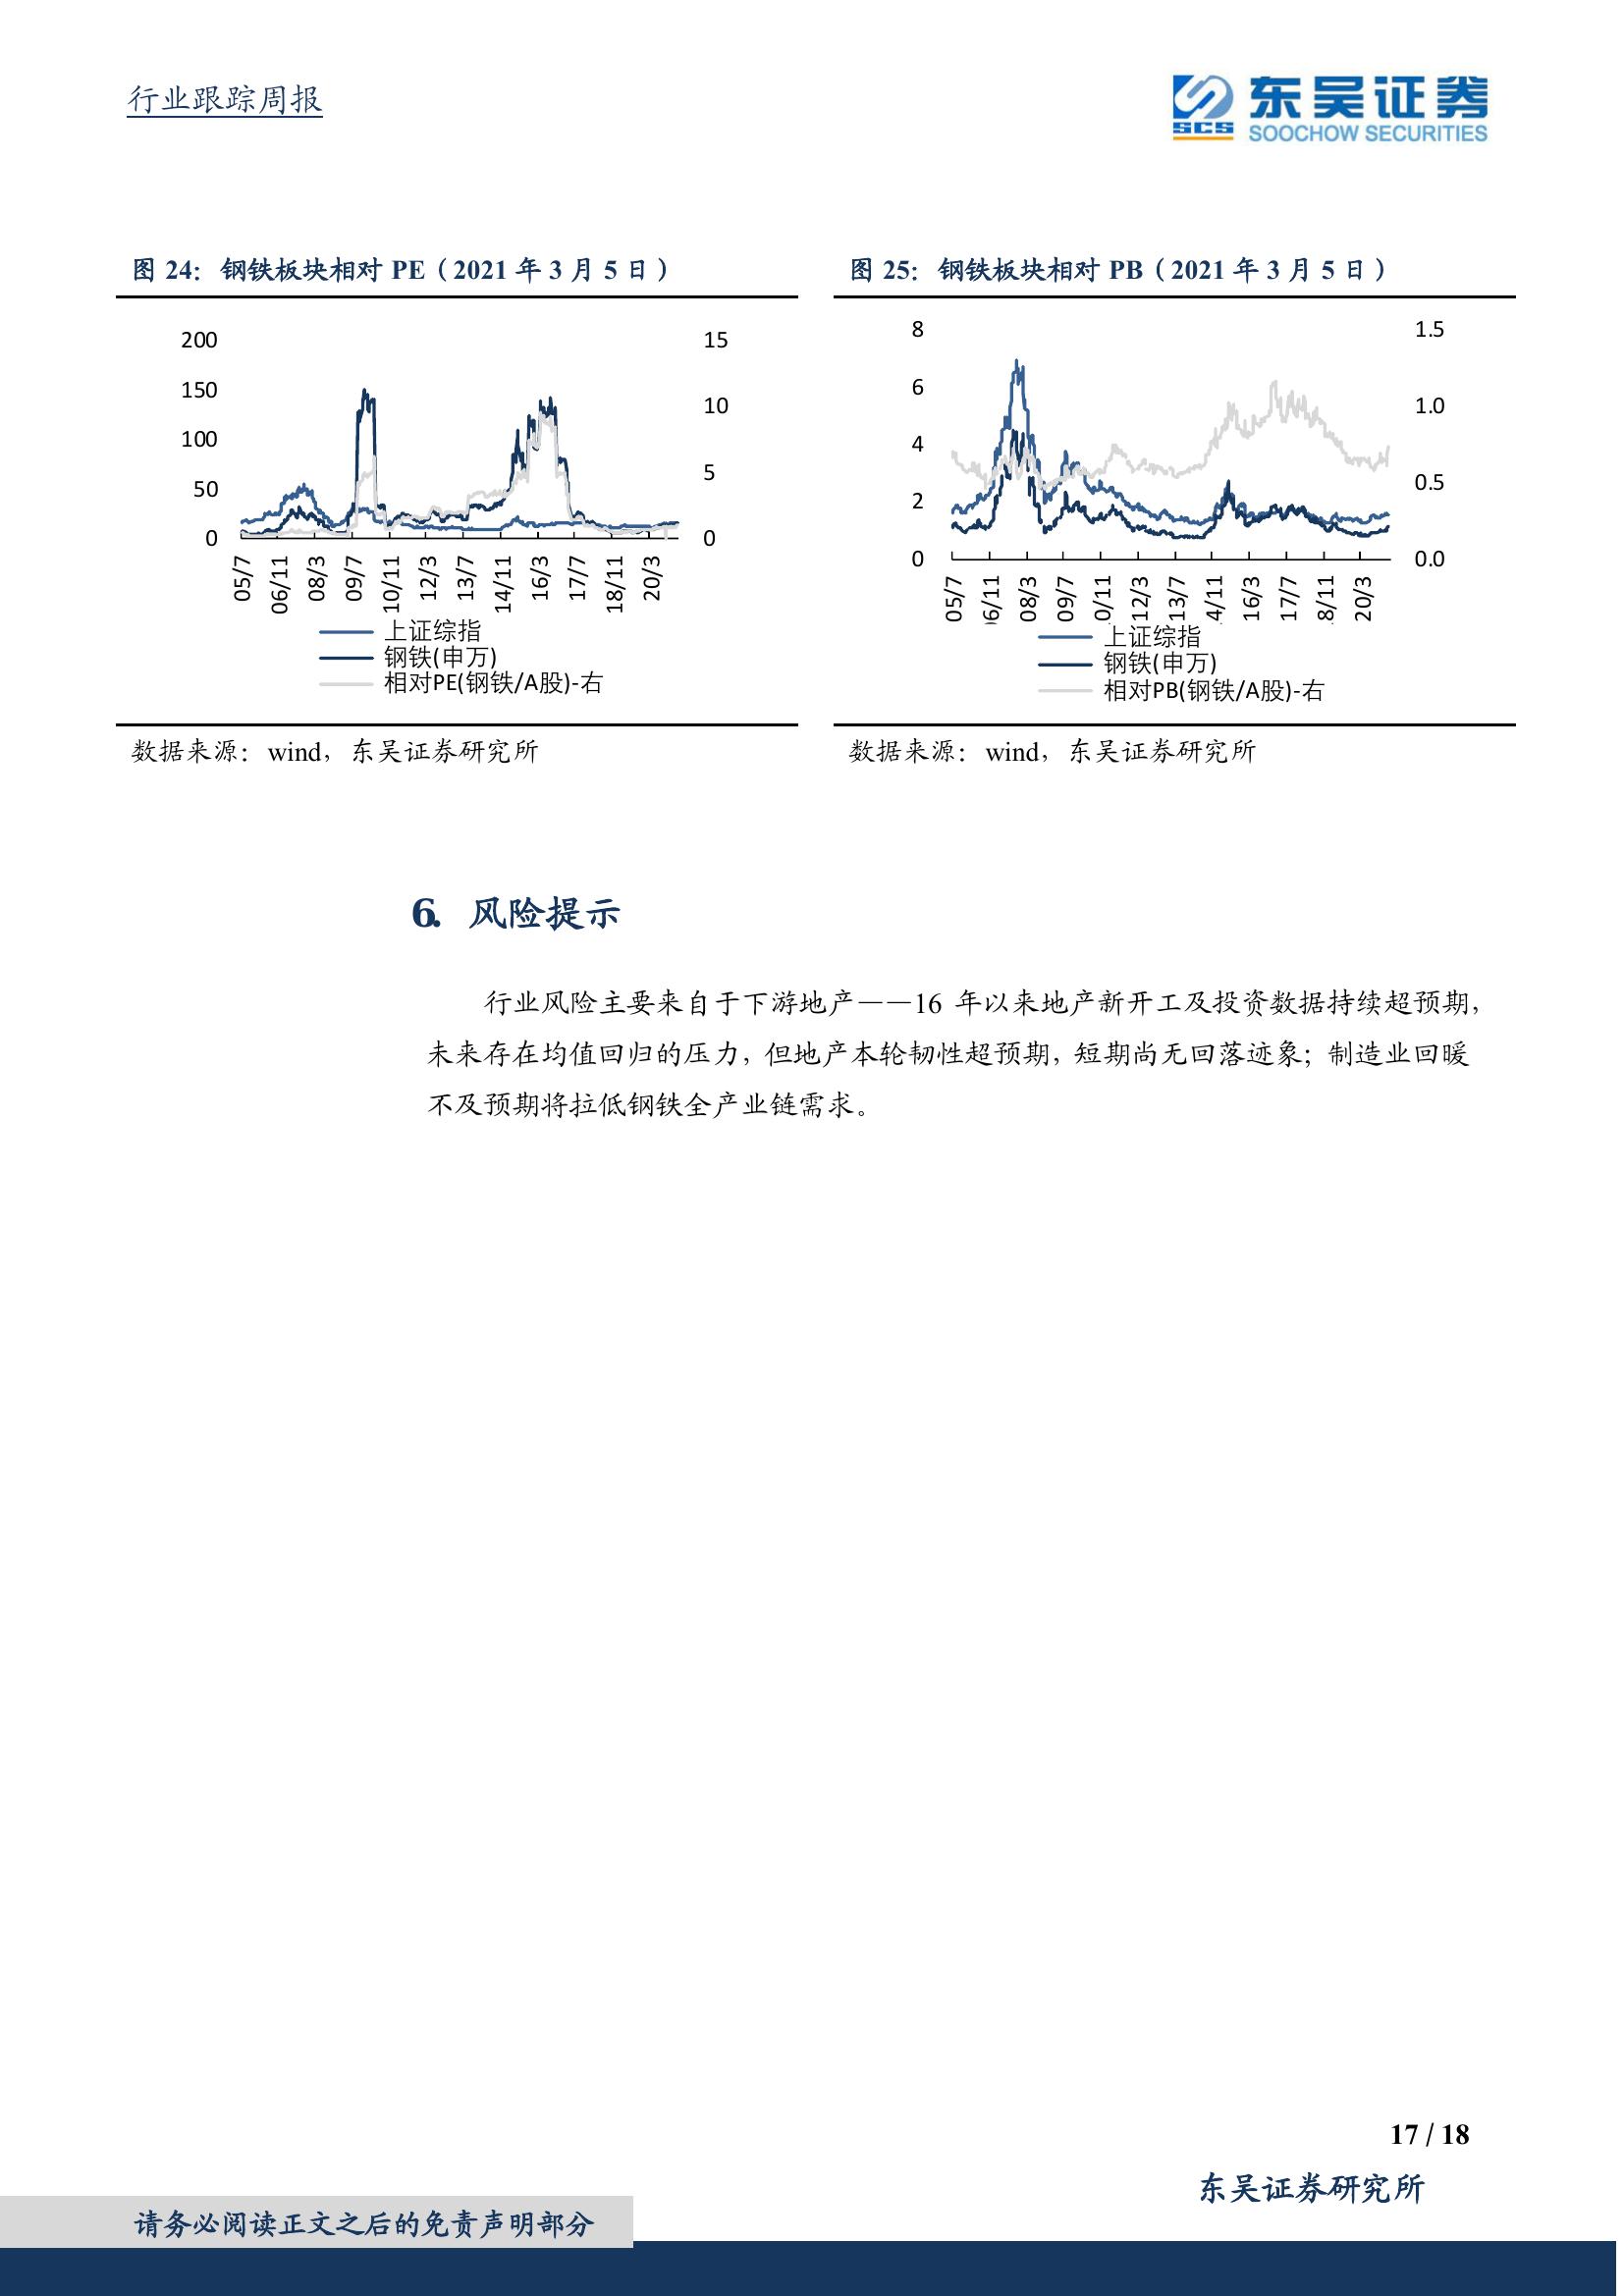 行业跟踪周报
SCS
东吴证券
SOOCHOW SECURITIES
图 24: 钢铁板块相对 PE（2021 年 3 月 5 日）
200
150
100
50
0
15
10
5
0
05/7
06/11
08/3
09/7
10/11
12/3
13/7
14/11
16/3
17/7
18/11
20/3
上证综指
钢铁(申万)
相对PE(钢铁/A股)-右
数据来源：wind，东吴证券研究所
图 25: 钢铁板块相对 PB（2021 年 3 月 5 日）
8
6
4
2
0
1.5
1.0
0.5
0.0
05/7
6/11
08/3
09/7
0/11
12/3
13/7
4/11
16/3
17/7
8/11
20/3
上证综指
钢铁(申万)
相对PB(钢铁/A股)-右
数据来源：wind，东吴证券研究所
6. 风险提示
行业风险主要来自于下游地产——16 年以来地产新开工及投资数据持续超预期，
未来存在均值回归的压力，但地产本轮韧性超预期，短期尚无回落迹象；制造业回暖
不及预期将拉低钢铁全产业链需求。
17 / 18
东吴证券研究所
请务必阅读正文之后的免责声明部分